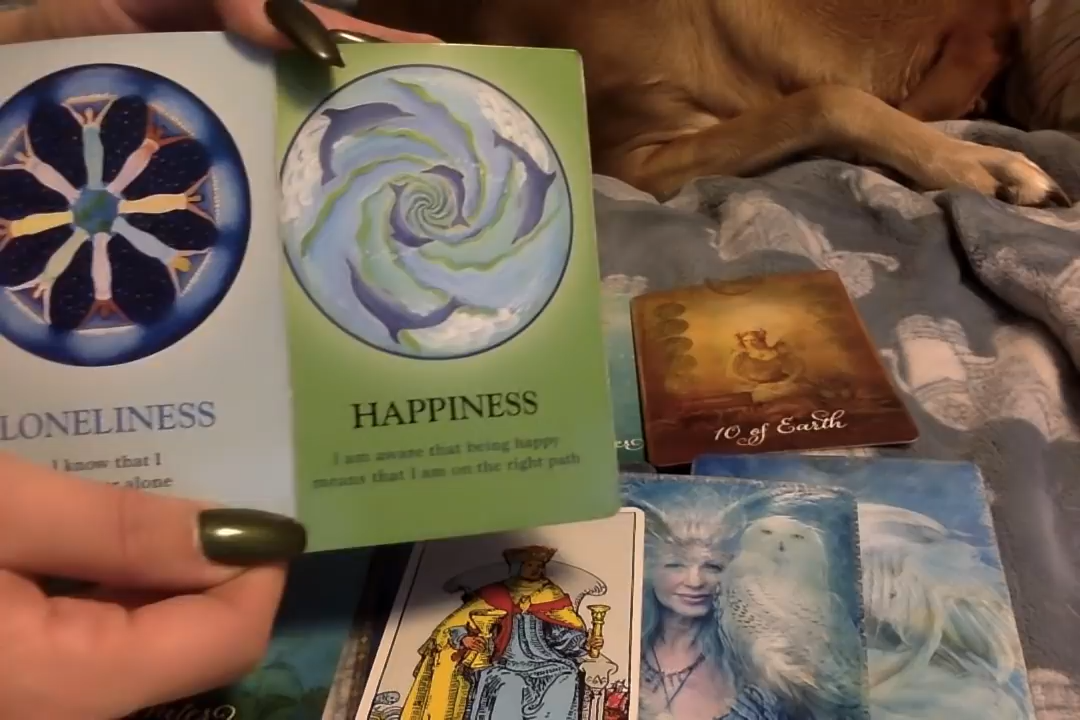 LONELINESS
I know that I
alone
HAPPINESS
I am aware that being happy
means that I am on the right path
10 of Earth